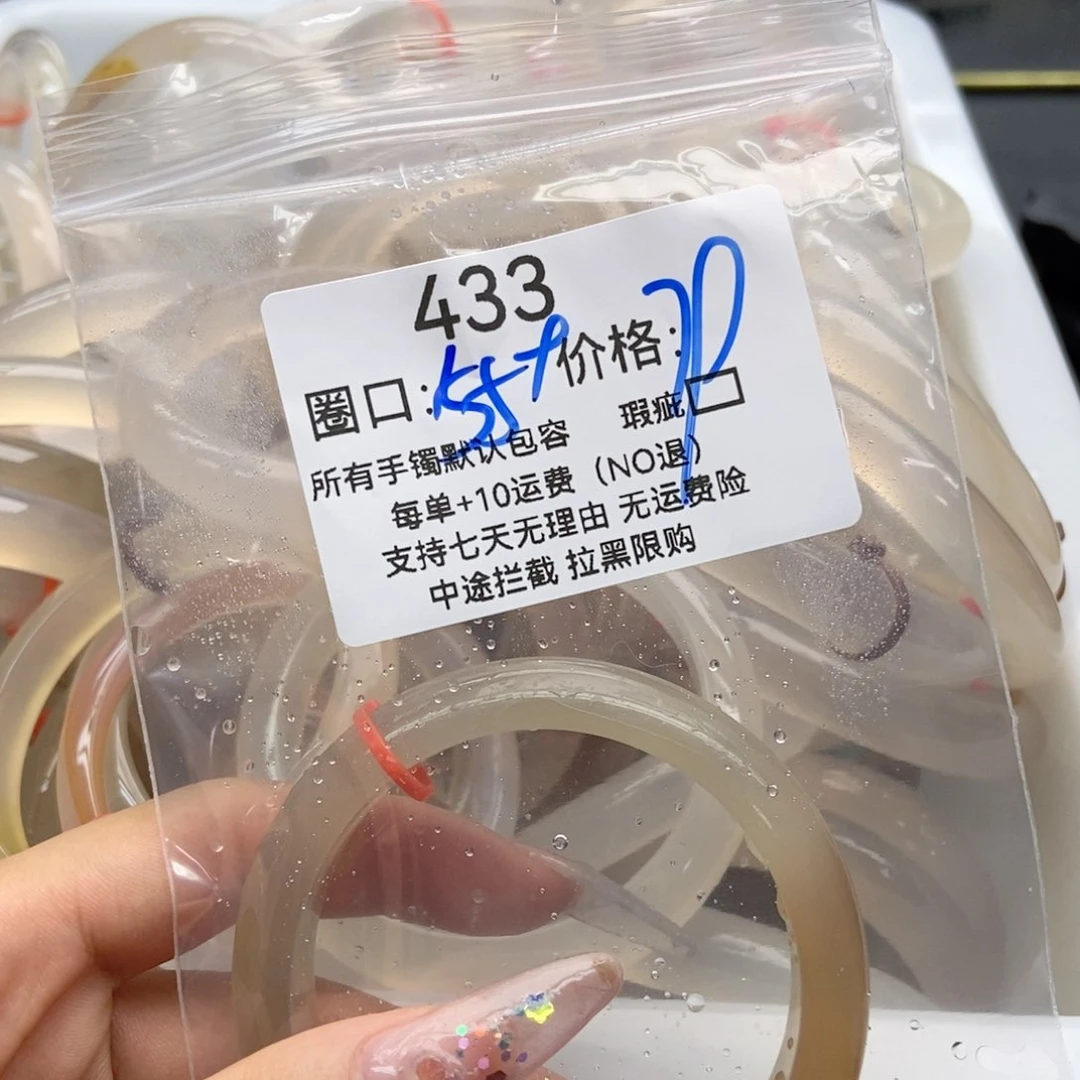 433
圈口:55+ 价格:
瑕疵
所有手镯默认包容
每单+10运费（NO退）
支持七天无理由 无运费险
中途拦截 拉黑限购